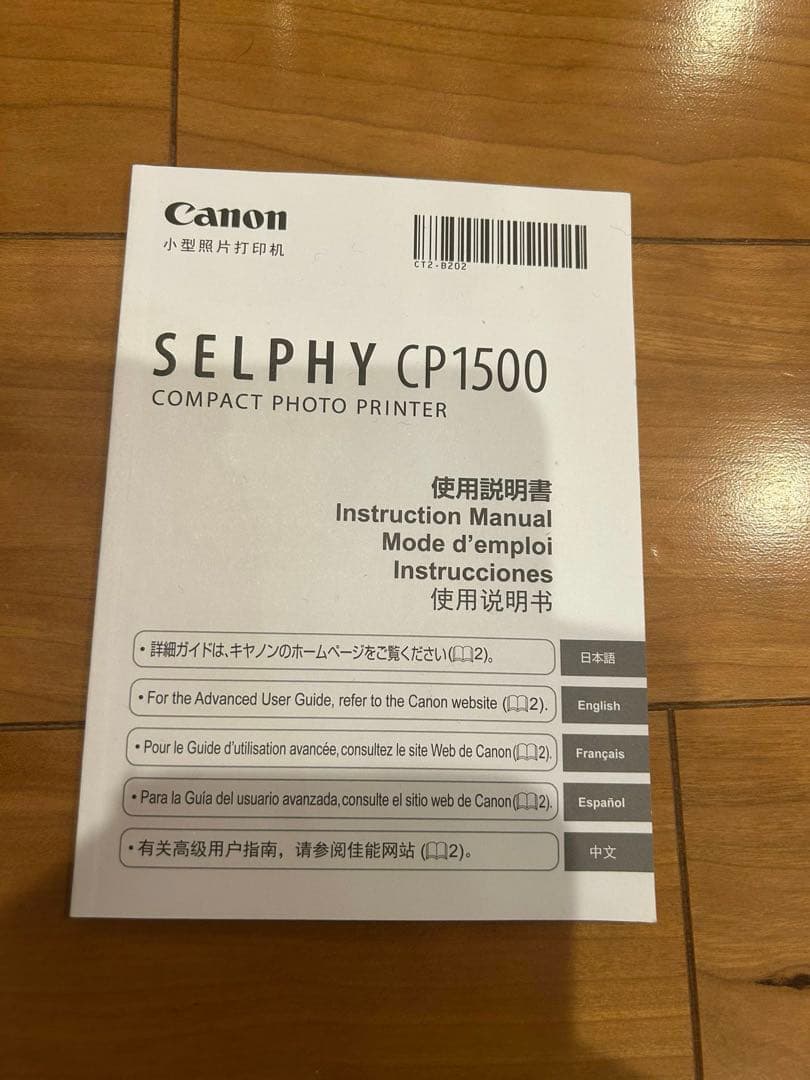 Canon
小型照片打印机
CT2-B202
SELPHY CP1500
COMPACT PHOTO PRINTER
使用説明書
Instruction Manual
Mode d'emploi
Instrucciones
使用说明书
• 詳細ガイドは、キヤノンのホームページをご覧ください(2)。 日本語
• For the Advanced User Guide, refer to the Canon website (2). English
• Pour le Guide d'utilisation avancée, consultez le site Web de Canon(2). Français
• Para la Guía del usuario avanzada, consulte el sitio web de Canon(2). Español
• 有关高级用户指南，请参阅佳能网站 (2)。 中文